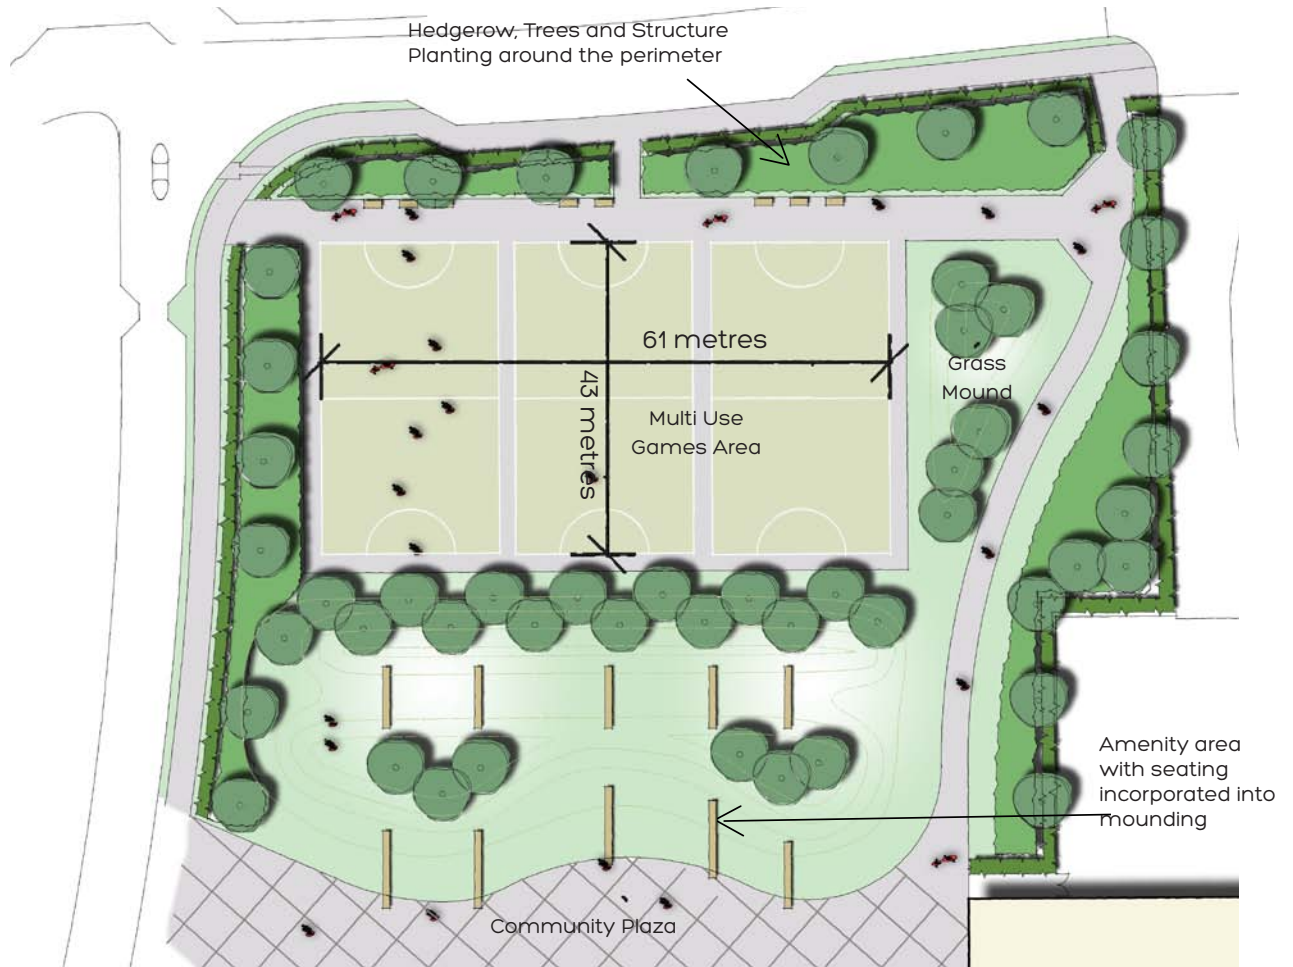 Hedgerow, Trees and Structure
Planting around the perimeter
61 metres
43 metres
Grass
Mound
Multi Use
Games Area
Amenity area
with seating
incorporated into
mounding
Community Plaza